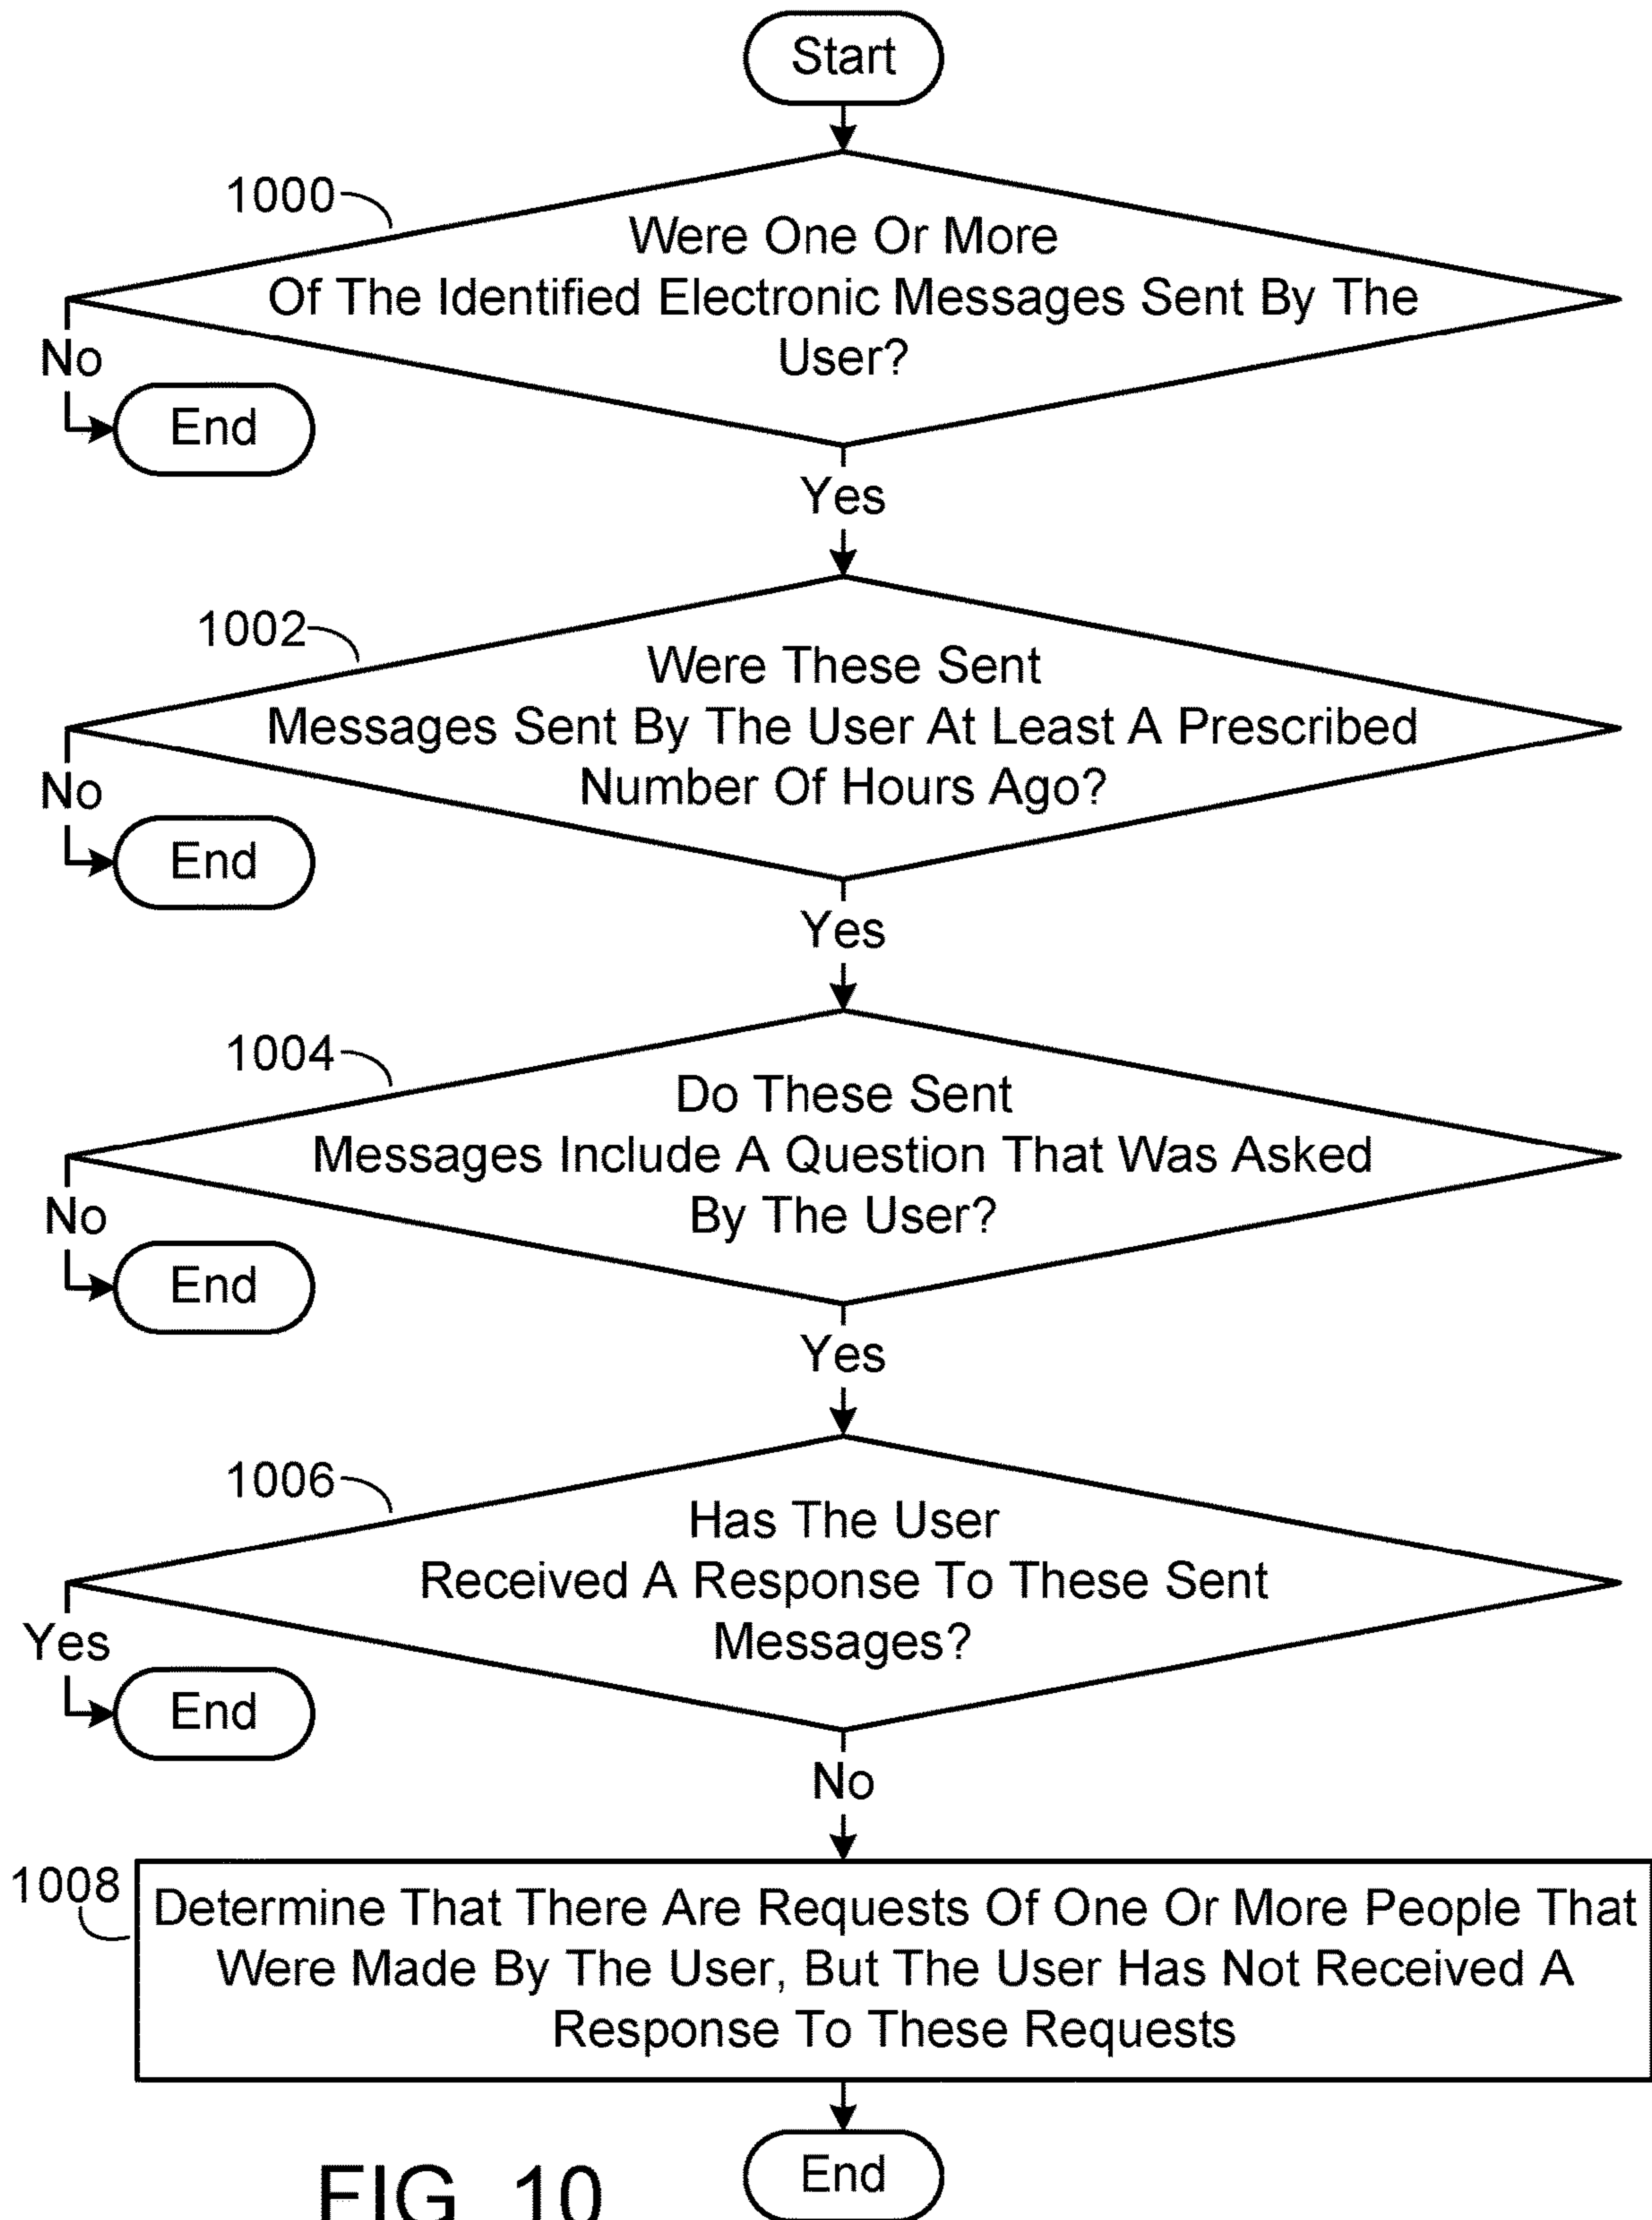 Start
1000
Were One Or More
Of The Identified Electronic Messages Sent By The
User?
No
End
Yes
1002
Were These Sent
Messages Sent By The User At Least A Prescribed
Number Of Hours Ago?
No
End
Yes
1004
Do These Sent
Messages Include A Question That Was Asked
By The User?
No
End
Yes
1006
Has The User
Received A Response To These Sent
Messages?
Yes
End
No
1008
Determine That There Are Requests Of One Or More People That
Were Made By The User, But The User Has Not Received A
Response To These Requests
End
FIG 10